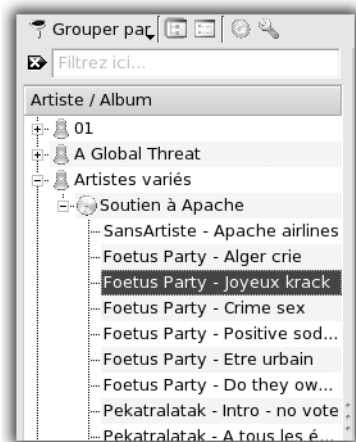 Grouper par
Filtrez ici...
Artiste / Album
01
A Global Threat
Artistes variés
Soutien à Apache
SansArtiste - Apache airlines
Foetus Party - Alger crie
Foetus Party - Joyeux krack
Foetus Party - Crime sex
Foetus Party - Positive sod...
Foetus Party - Etre urbain
Foetus Party - Do they ow...
Pekatralatak - Intro - no vote
Pekatralatak - A tous les é...